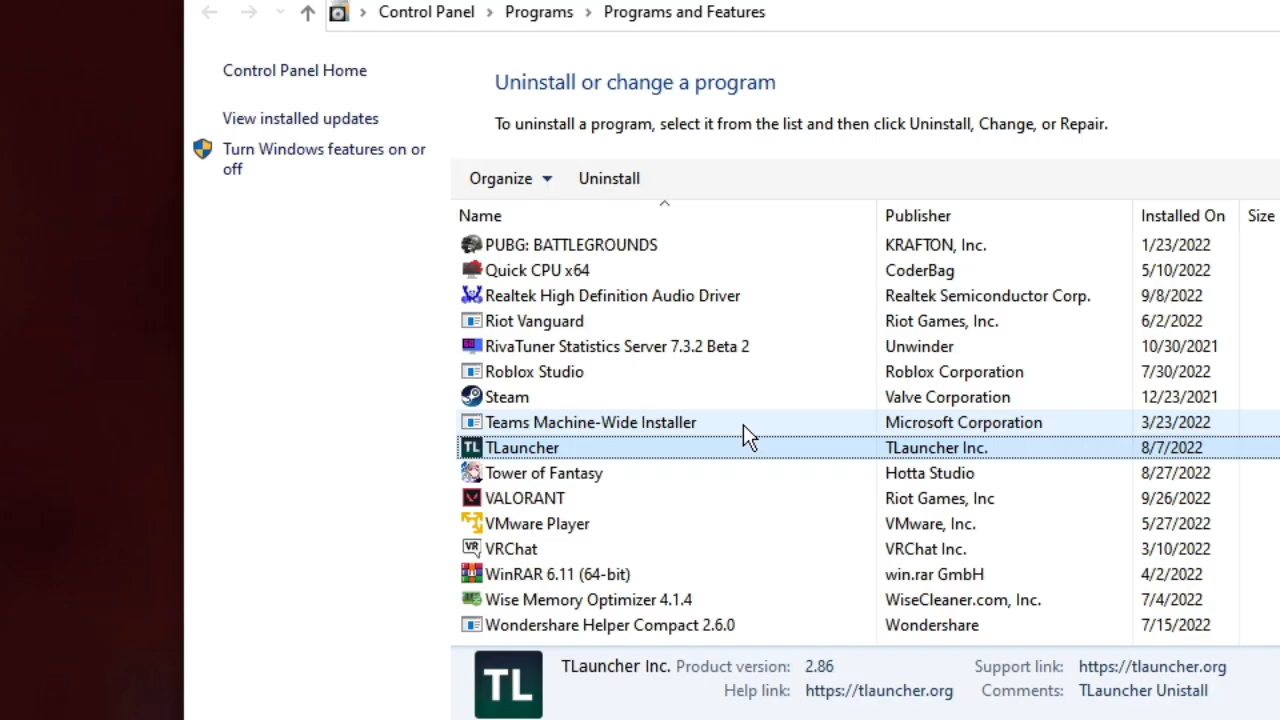 Control Panel > Programs > Programs and Features
Control Panel Home
View installed updates
Turn Windows features on or
off
Uninstall or change a program
To uninstall a program, select it from the list and then click Uninstall, Change, or Repair.
Organize Uninstall
Name Publisher Installed On Size
PUBG: BATTLEGROUNDS KRAFTON, Inc. 1/23/2022
Quick CPU x64 CoderBag 5/10/2022
Realtek High Definition Audio Driver Realtek Semiconductor Corp. 9/8/2022
Riot Vanguard Riot Games, Inc. 6/2/2022
RivaTuner Statistics Server 7.3.2 Beta 2 Unwinder 10/30/2021
Roblox Studio Roblox Corporation 7/30/2022
Steam Valve Corporation 12/23/2021
Teams Machine-Wide Installer Microsoft Corporation 3/23/2022
TL TLauncher TLauncher Inc. 8/7/2022
Tower of Fantasy Hotta Studio 8/27/2022
VALORANT Riot Games, Inc 9/26/2022
VMware Player VMware, Inc. 5/27/2022
VR VRChat VRChat Inc. 3/10/2022
WinRAR 6.11 (64-bit) win.rar GmbH 4/2/2022
Wise Memory Optimizer 4.1.4 WiseCleaner.com, Inc. 7/4/2022
Wondershare Helper Compact 2.6.0 Wondershare 7/15/2022
TL
TLauncher Inc. Product version: 2.86 Support link: https://tlauncher.org
Help link: https://tlauncher.org Comments: TLauncher Unistall